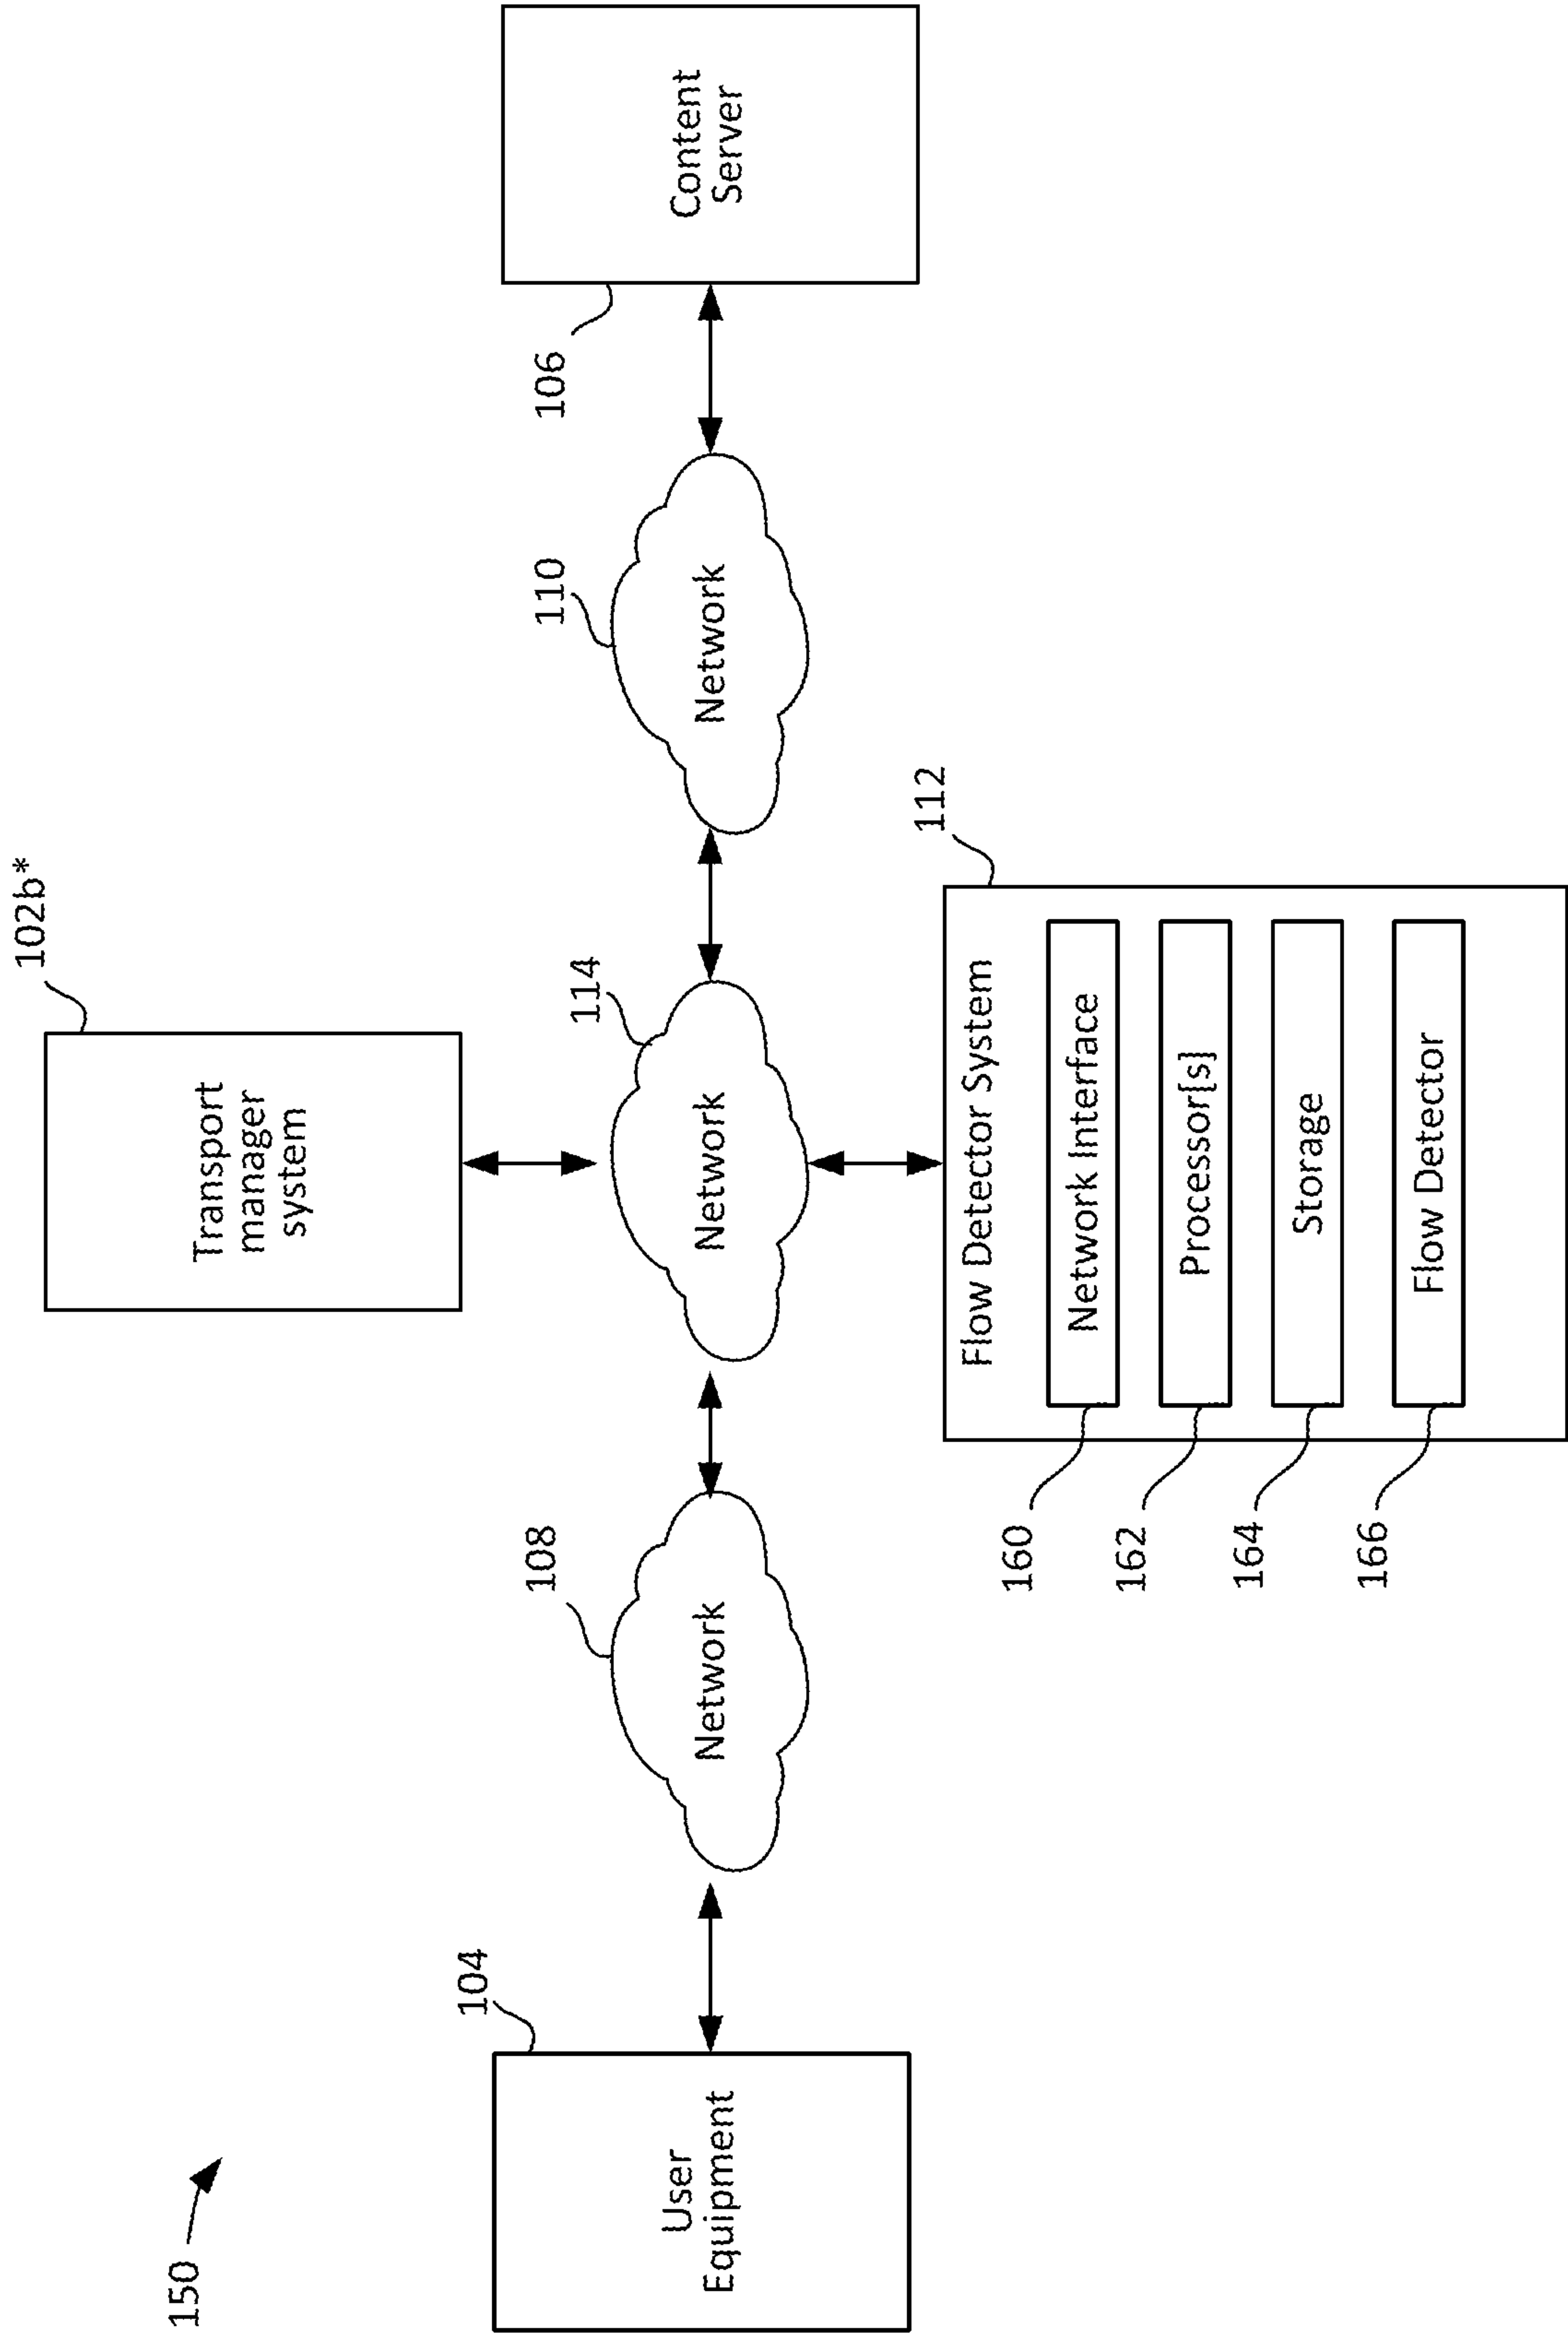 150
102b*
Transport
manager
system
104
User
Equipment
108
Network
114
Network
110
Network
106
Content
Server
112
Flow Detector System
160
Network Interface
162
Processor[s]
164
Storage
166
Flow Detector